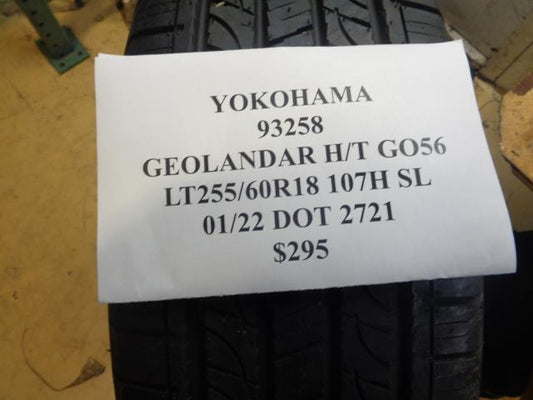 YOKOHAMA
93258
GEOLANDAR H/T GO56
LT255/60R18 107H SL
01/22 DOT 2721
$295